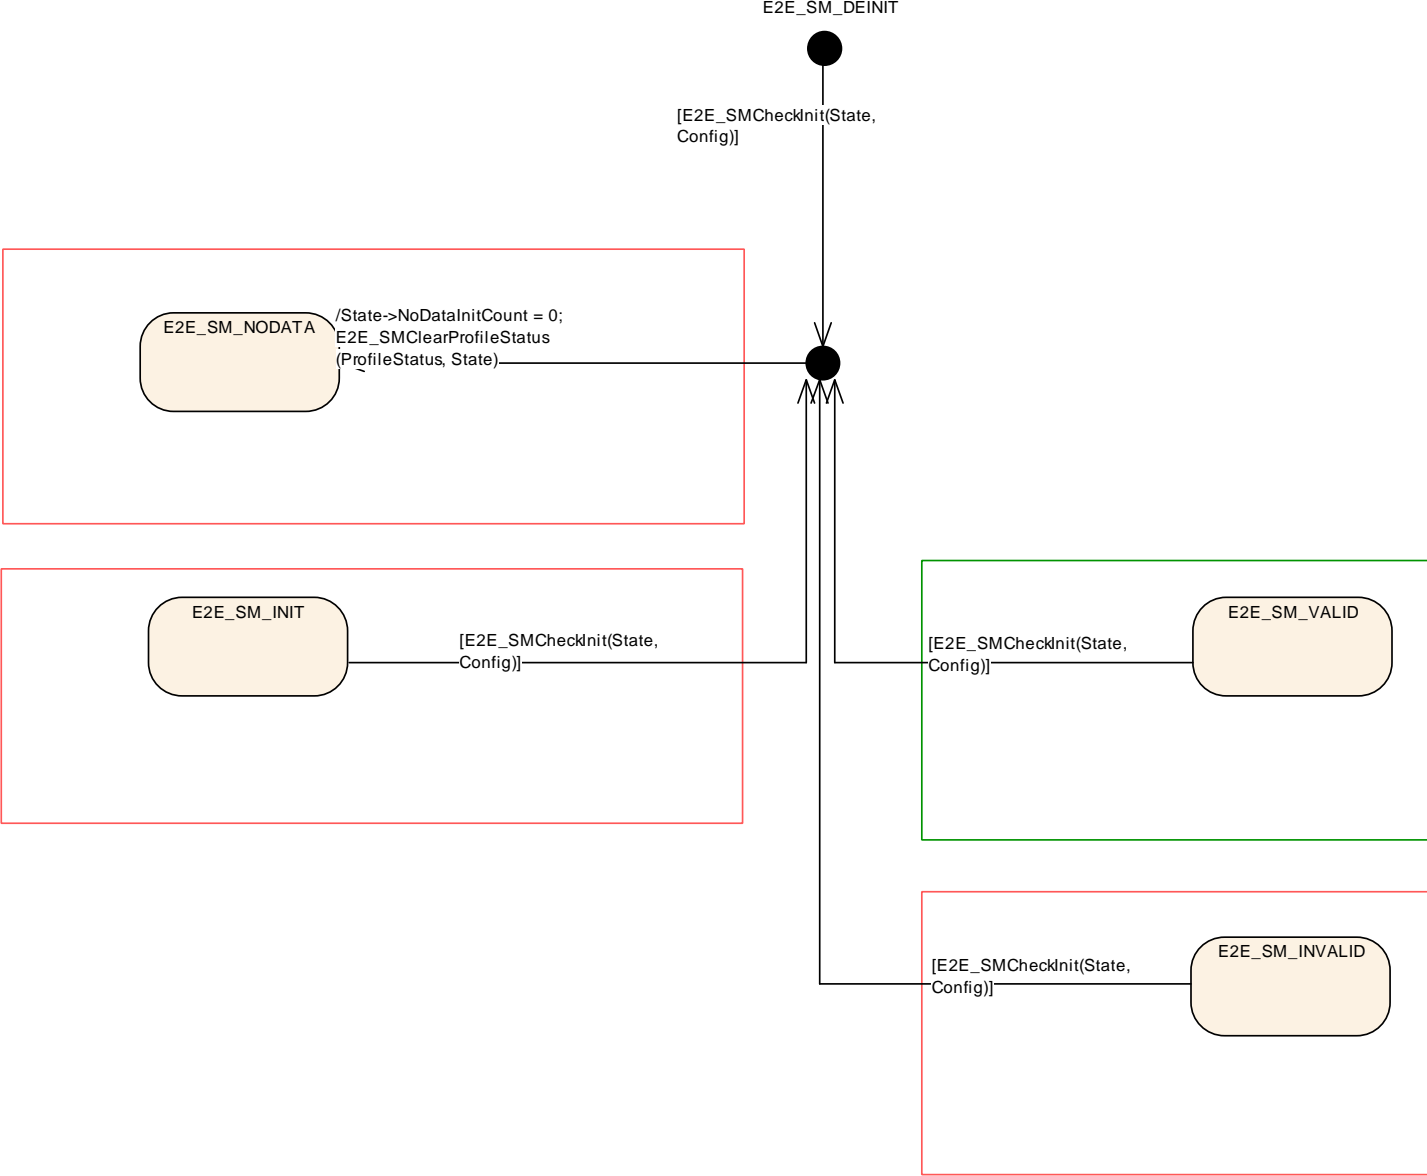 E2E_SM_DEINIT
[E2E_SMCheckInit(State,
Config)]
/State->NoDataInitCount = 0;
E2E_SM_NODATA
E2E_SMClearProfileStatus
(ProfileStatus, State)
E2E_SM_INIT
[E2E_SMCheckInit(State,
Config)]
E2E_SM_VALID
[E2E_SMCheckInit(State,
Config)]
E2E_SM_INVALID
[E2E_SMCheckInit(State,
Config)]